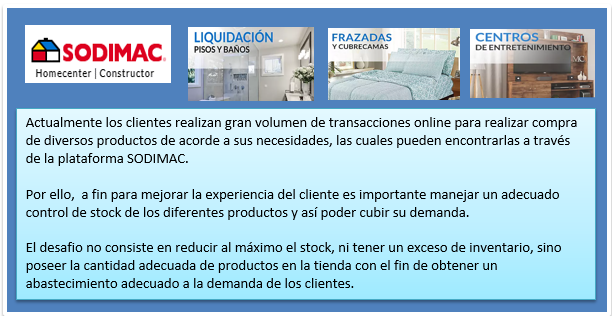 SODIMAC®
Homecenter | Constructor
LIQUIDACIÓN
PISOS Y BAÑOS
FRAZADAS
Y CUBRECAMAS
CENTROS
DE ENTRETENIMIENTO
Actualmente los clientes realizan gran volumen de transacciones online para realizar compra
de diversos productos de acorde a sus necesidades, las cuales pueden encontrarlas a través
de la plataforma SODIMAC.
Por ello,  a fin para mejorar la experiencia del cliente es importante manejar un adecuado
control de stock de los diferentes productos y así poder cubir su demanda.
El desafio no consiste en reducir al máximo el stock, ni tener un exceso de inventario, sino
poseer la cantidad adecuada de productos en la tienda con el fin de obtener un
abastecimiento adecuado a la demanda de los clientes.